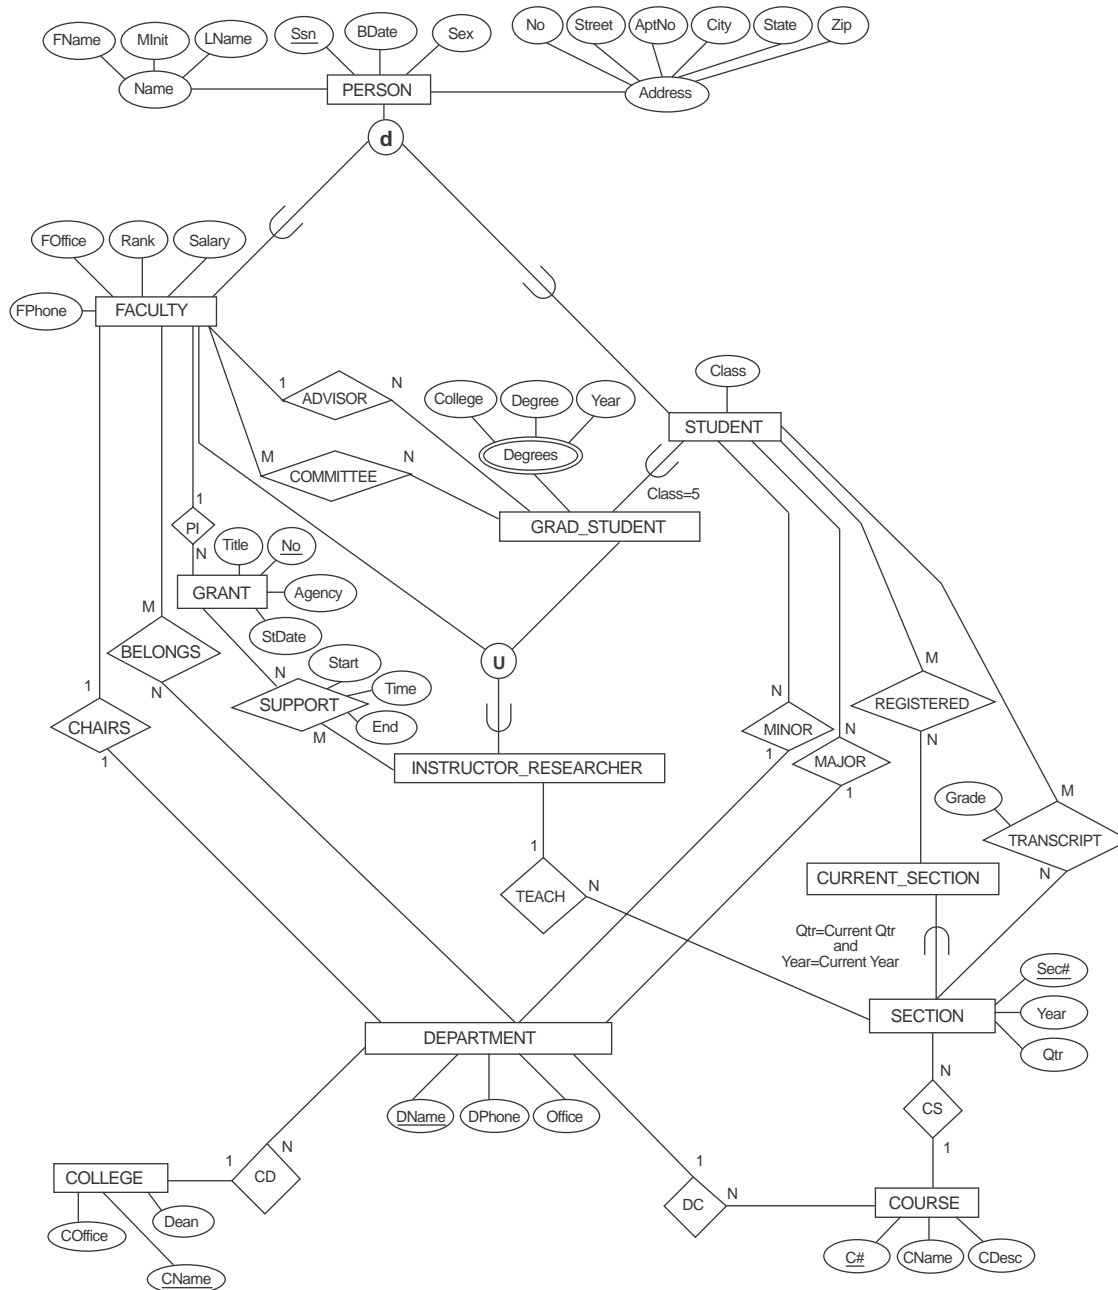 No
Street
AptNo
City
State
Zip
FName
MInit
LName
Ssn
BDate
Sex
Name
PERSON
Address
d
FOffice
Rank
Salary
FPhone
FACULTY
Class
1
ADVISOR
N
College
Degree
Year
STUDENT
M
COMMITTEE
N
Degrees
Class=5
1
PI
N
GRAD_STUDENT
Title
No
GRANT
Agency
StDate
M
BELONGS
N
U
N
Start
Time
End
SUPPORT
M
M
REGISTERED
N
1
CHAIRS
1
N
MINOR
1
N
MAJOR
1
INSTRUCTOR_RESEARCHER
Grade
M
TRANSCRIPT
N
1
TEACH
N
CURRENT_SECTION
Qtr=Current Qtr
and
Year=Current Year
Sec#
SECTION
Year
Qtr
DEPARTMENT
N
CS
1
DName
DPhone
Office
1
CD
N
COLLEGE
COffice
Dean
CName
1
DC
N
COURSE
C#
CName
CDesc